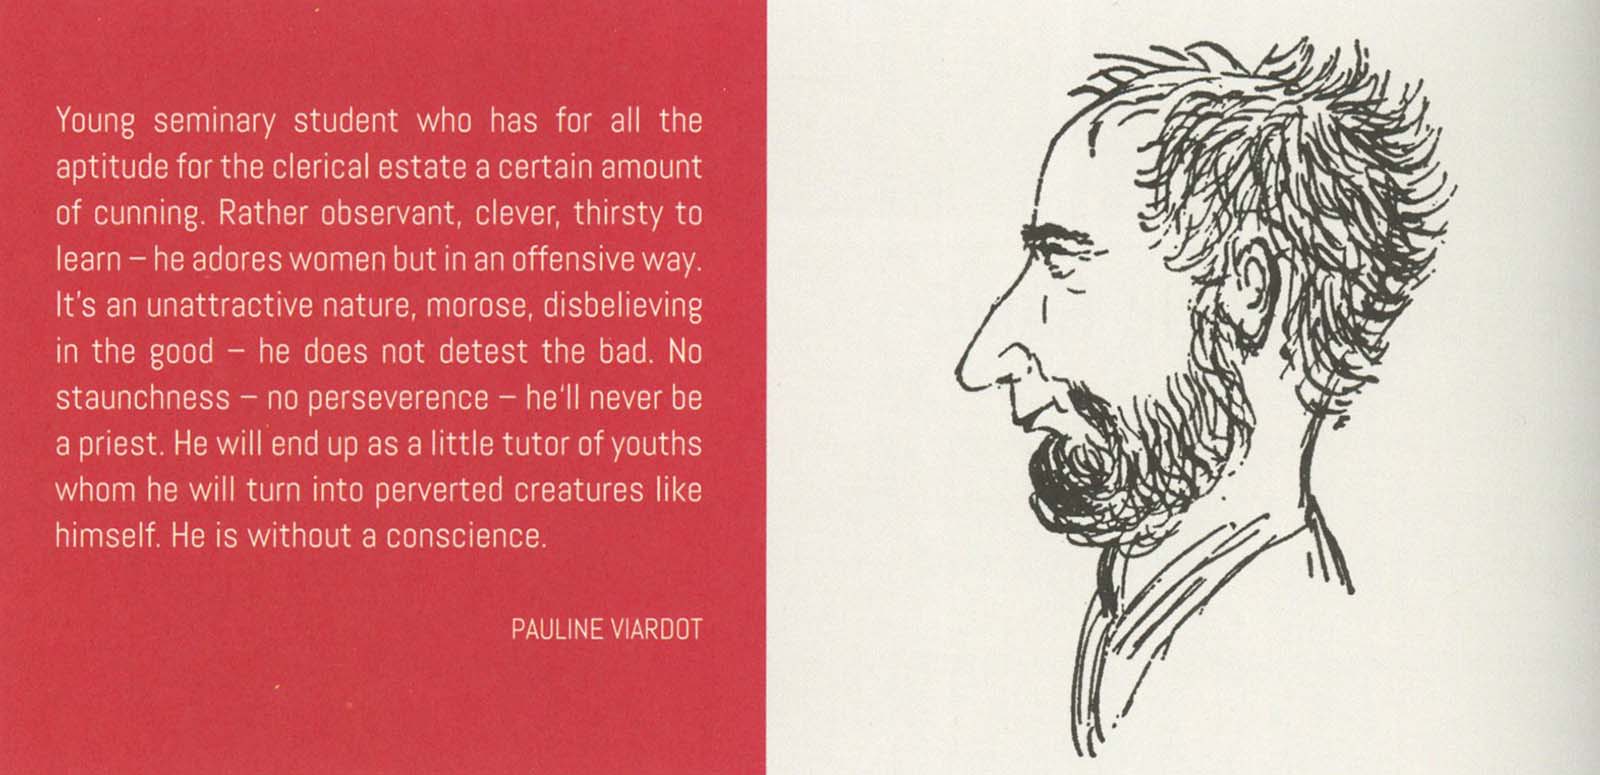 Young seminary student who has for all the
aptitude for the clerical estate a certain amount
of cunning. Rather observant, clever, thirsty to
learn – he adores women but in an offensive way.
It's an unattractive nature, morose, disbelieving
in the good – he does not detest the bad. No
staunchness – no perseverence – he'll never be
a priest. He will end up as a little tutor of youths
whom he will turn into perverted creatures like
himself. He is without a conscience.
PAULINE VIARDOT